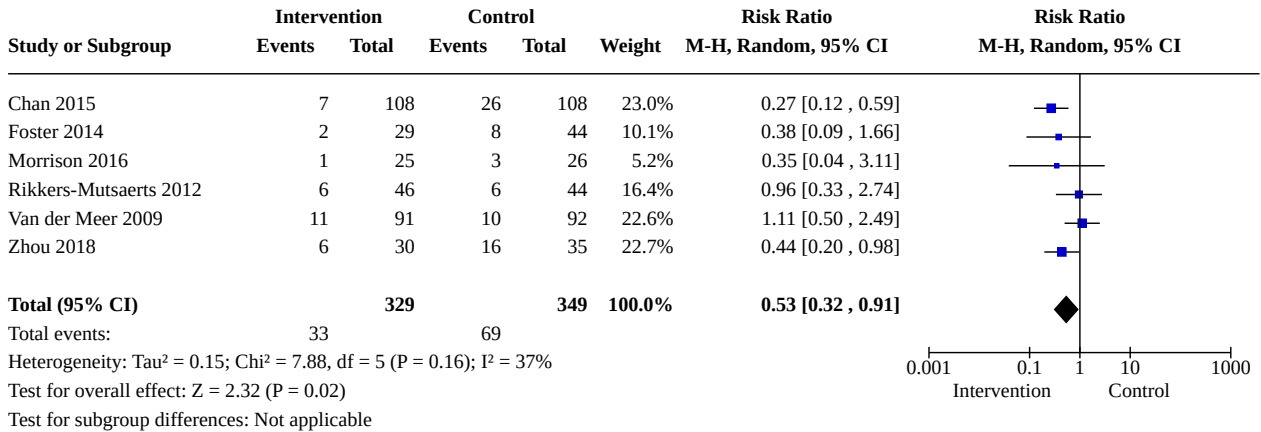 Intervention Control Risk Ratio Risk Ratio
Study or Subgroup Events Total Events Total Weight M-H, Random, 95% CI M-H, Random, 95% CI
Chan 2015 7 108 26 108 23.0% 0.27 [0.12 , 0.59]
Foster 2014 2 29 8 44 10.1% 0.38 [0.09 , 1.66]
Morrison 2016 1 25 3 26 5.2% 0.35 [0.04 , 3.11]
Rikkers-Mutsaerts 2012 6 46 6 44 16.4% 0.96 [0.33 , 2.74]
Van der Meer 2009 11 91 10 92 22.6% 1.11 [0.50 , 2.49]
Zhou 2018 6 30 16 35 22.7% 0.44 [0.20 , 0.98]
Total (95% CI) 329 349 100.0% 0.53 [0.32 , 0.91]
Total events: 33 69
Heterogeneity: Tau² = 0.15; Chi² = 7.88, df = 5 (P = 0.16); I² = 37%
0.001 0.1 1 10 1000
Test for overall effect: Z = 2.32 (P = 0.02)
Intervention Control
Test for subgroup differences: Not applicable